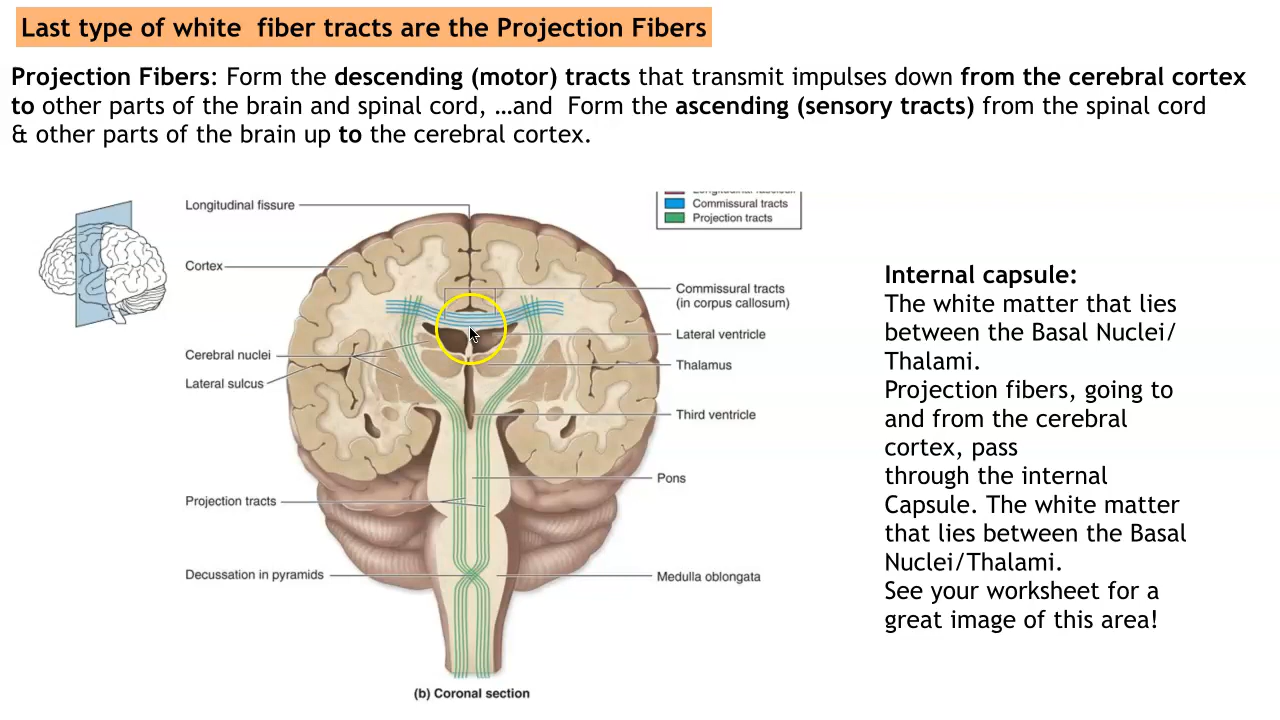 Last type of white  fiber tracts are the Projection Fibers
Projection Fibers: Form the descending (motor) tracts that transmit impulses down from the cerebral cortex
to other parts of the brain and spinal cord, …and  Form the ascending (sensory tracts) from the spinal cord
& other parts of the brain up to the cerebral cortex.
Longitudinal fissure
Cortex
Cerebral nuclei
Lateral sulcus
Projection tracts
Decussation in pyramids
Commissural tracts
Projection tracts
Commissural tracts
(in corpus callosum)
Lateral ventricle
Thalamus
Third ventricle
Pons
Medulla oblongata
(b) Coronal section
Internal capsule:
The white matter that lies
between the Basal Nuclei/
Thalami.
Projection fibers, going to
and from the cerebral
cortex, pass
through the internal
Capsule. The white matter
that lies between the Basal
Nuclei/Thalami.
See your worksheet for a
great image of this area!